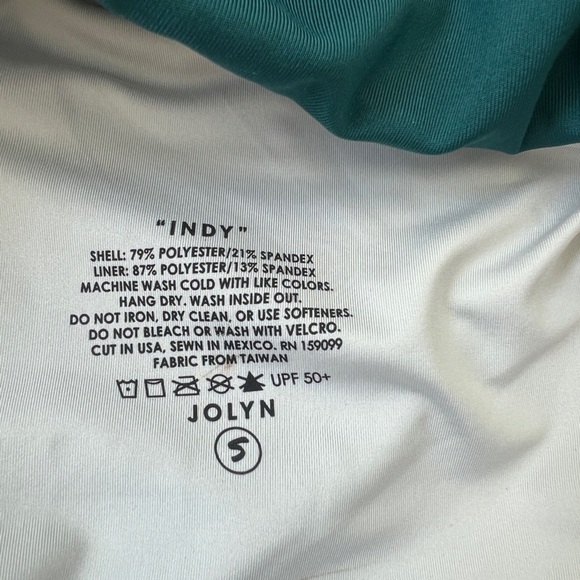 "INDY"
SHELL: 79% POLYESTER/21% SPANDEX
LINER: 87% POLYESTER/13% SPANDEX
MACHINE WASH COLD WITH LIKE COLORS.
HANG DRY. WASH INSIDE OUT.
DO NOT IRON, DRY CLEAN, OR USE SOFTENERS.
DO NOT BLEACH OR WASH WITH VELCRO.
CUT IN USA, SEWN IN MEXICO. RN 159099
FABRIC FROM TAIWAN
UPF 50+
JOLYN
S